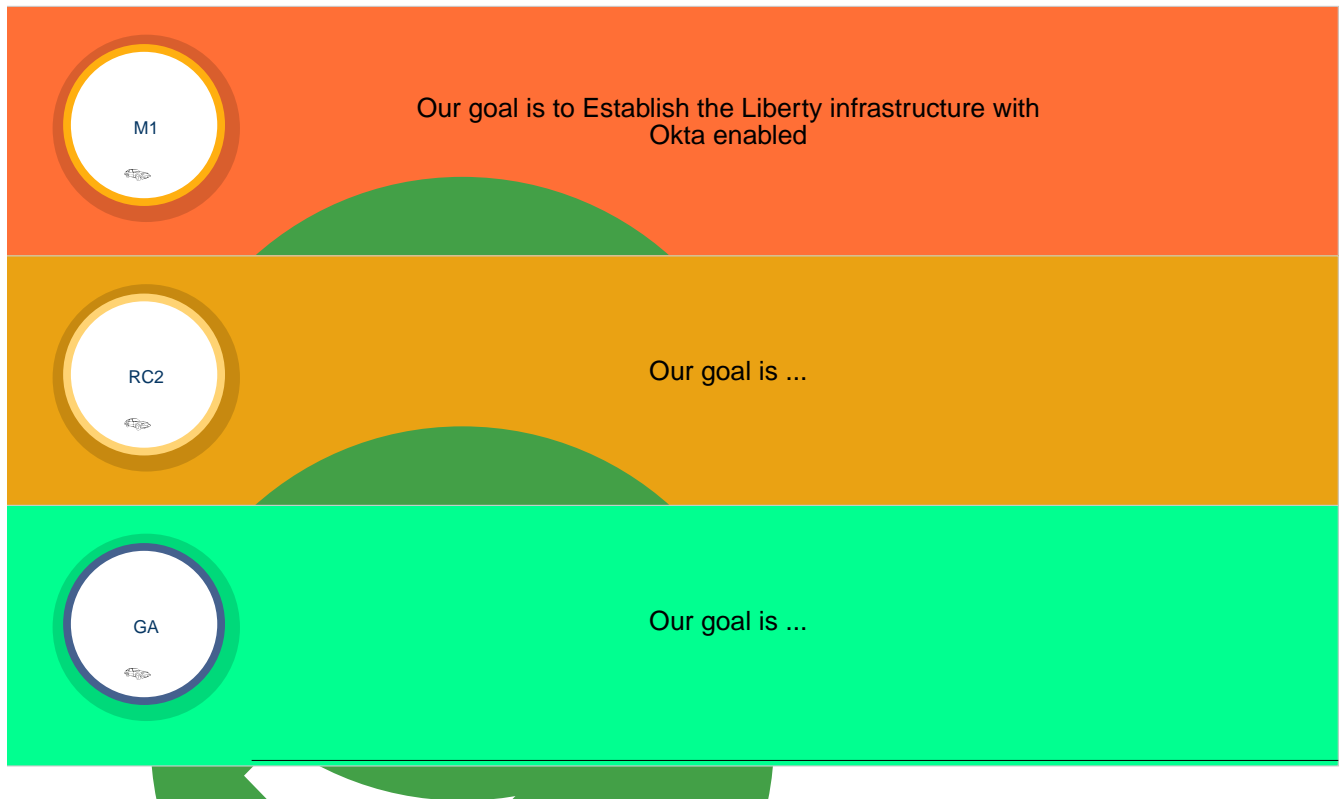 M1
Our goal is to Establish the Liberty infrastructure with
Okta enabled
RC2
Our goal is ...
GA
Our goal is ...